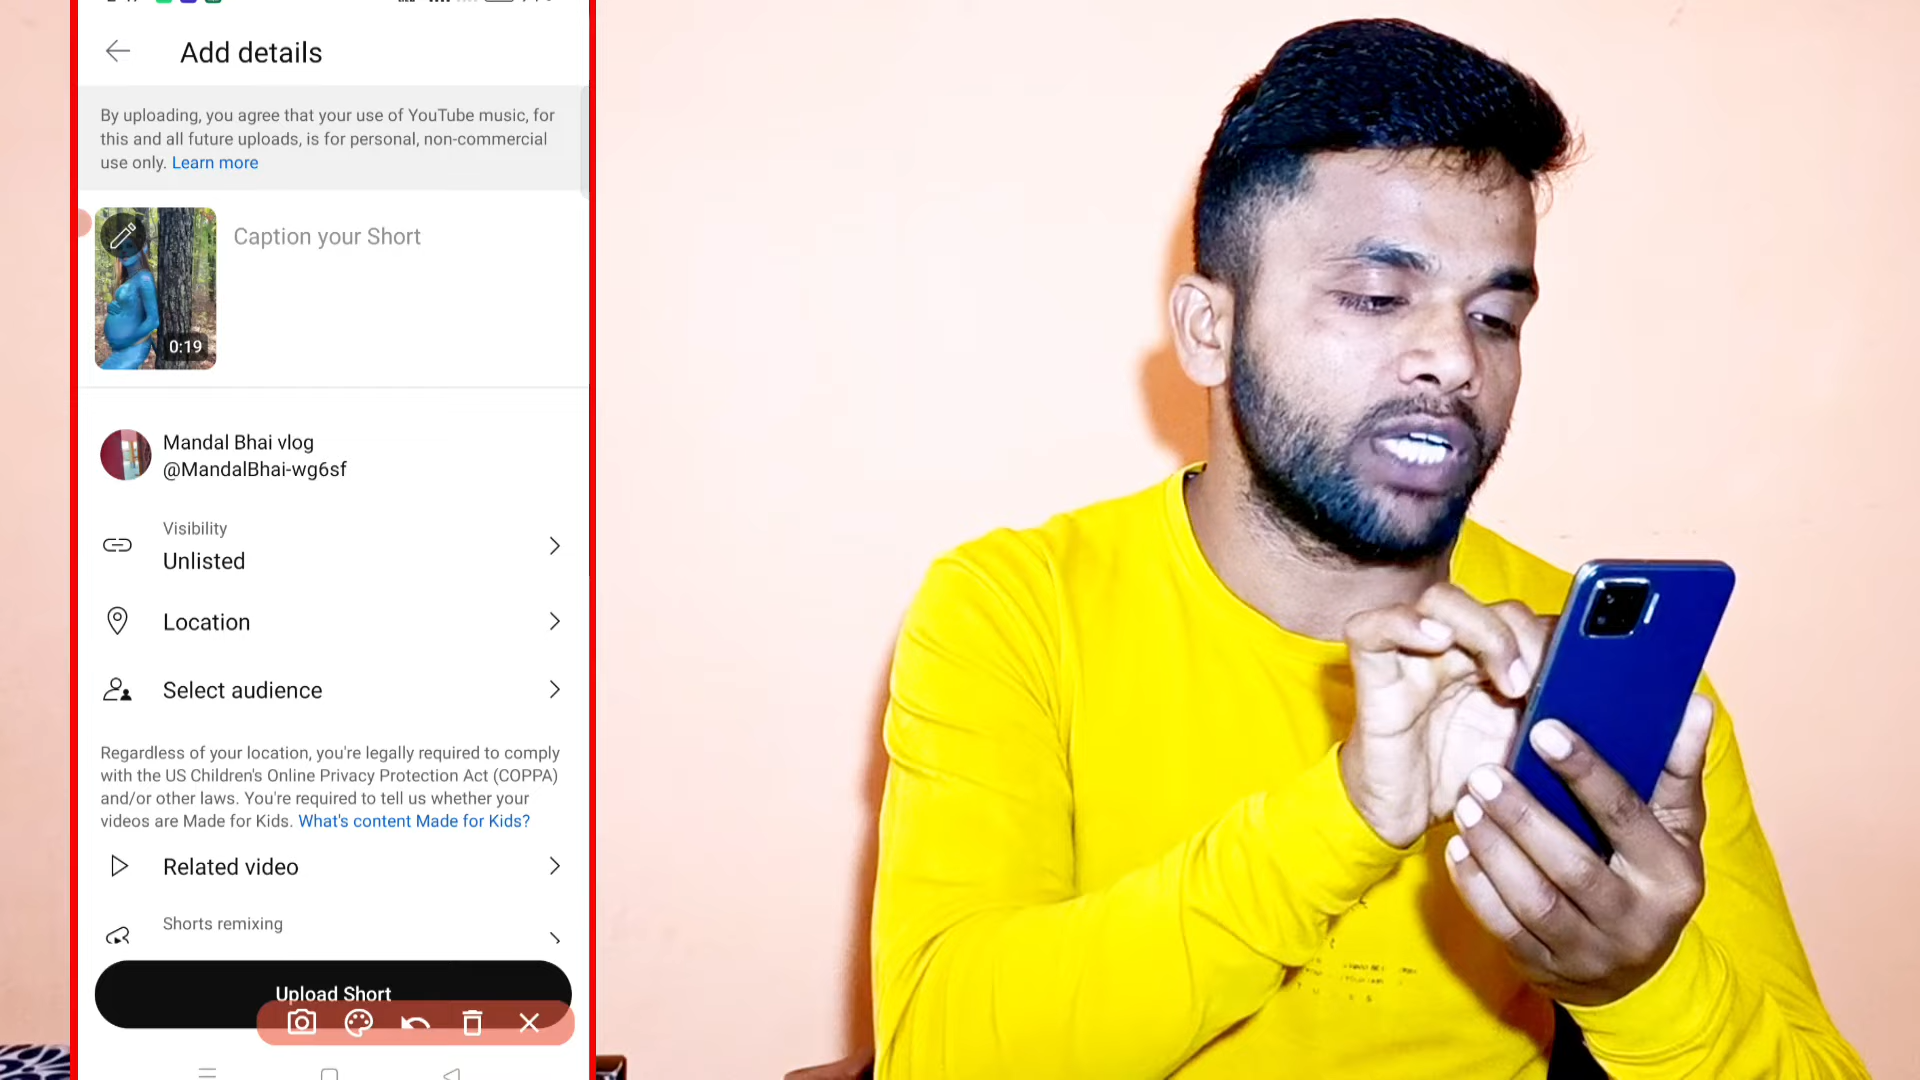 Add details
By uploading, you agree that your use of YouTube music, for
this and all future uploads, is for personal, non-commercial
use only. Learn more
Caption your Short
0:19
Mandal Bhai vlog
@MandalBhai-wg6sf
Visibility
Unlisted
Location
Select audience
Regardless of your location, you're legally required to comply
with the US Children's Online Privacy Protection Act (COPPA)
and/or other laws. You're required to tell us whether your
videos are Made for Kids. What's content Made for Kids?
Related video
Shorts remixing
Upload Short